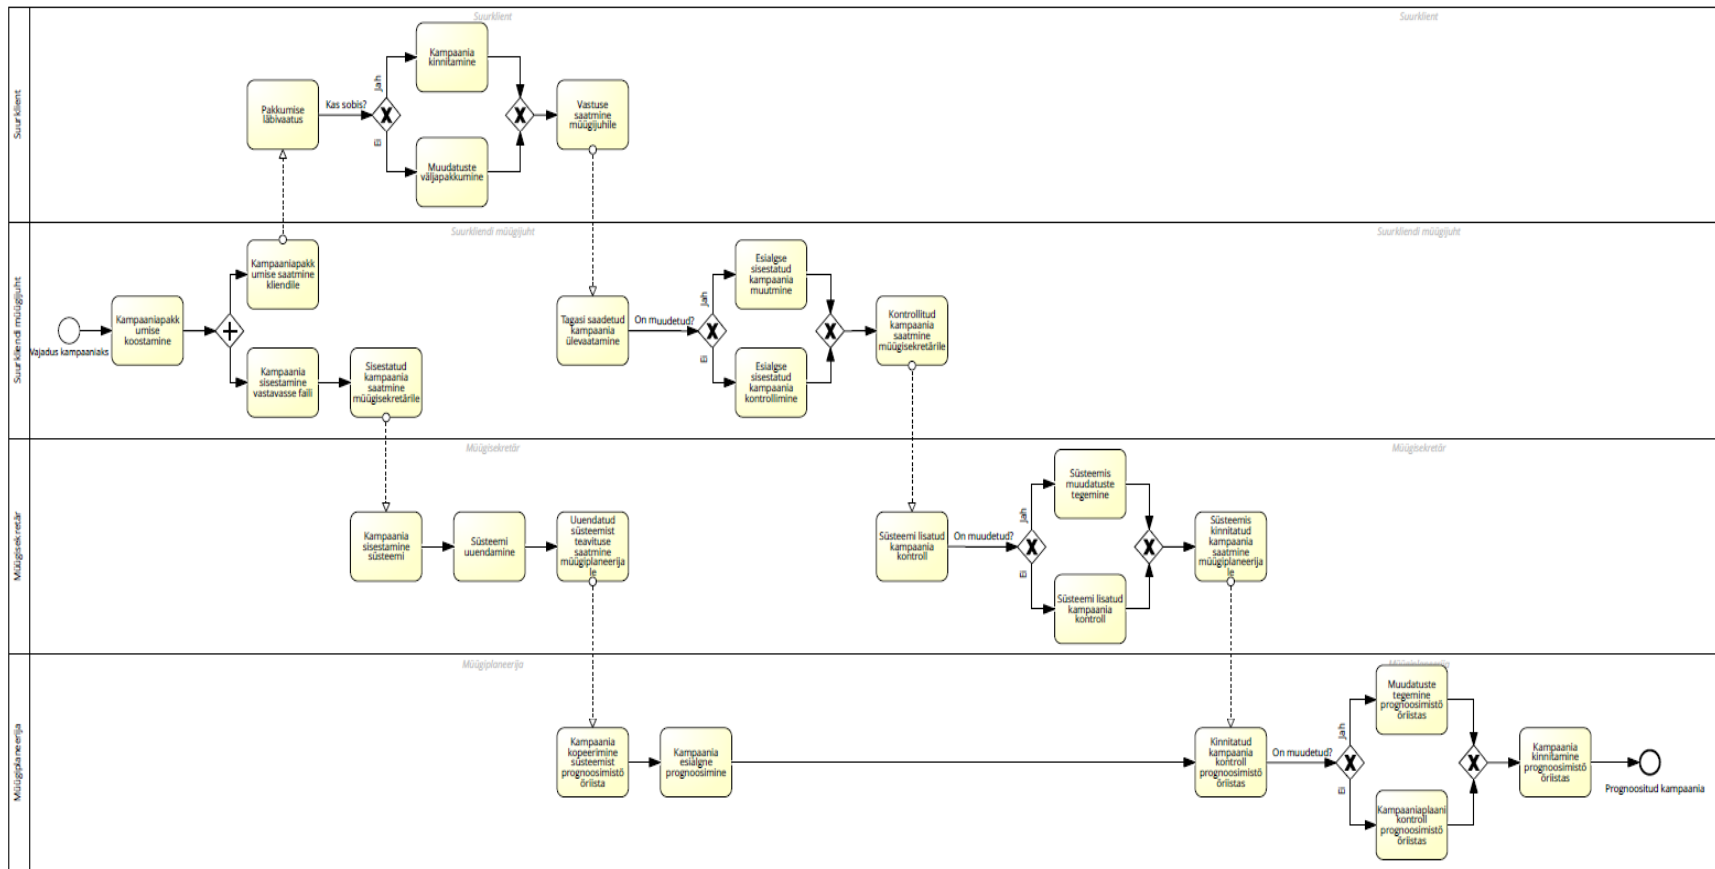 Suurklient
Suurklient
Suurklient
Kampaania
kinnitamine
Jah
Pakkumise
läbivaatus
Kas sobis?
Vastuse
saatmine
müügijuhile
Ei
Muudatuste
väljapakkumine
Suurkliendi müügijuht
Suurkliendi müügijuht
Suurkliendi müügijuht
Kampaaniapakk
umise saatmine
kliendile
Esialgse
sisestatud
kampaania
muutmine
Jah
Vajadus kampaaniaks
Kampaaniapakk
umise
koostamine
Tagasi saadetud
kampaania
ülevaatamine
On muudetud?
Kontrollitud
kampaania
saatmine
müügisekretärile
Ei
Kampaania
sisestamine
vastavasse faili
Sisestatud
kampaania
saatmine
müügisekretärile
Esialgse
sisestatud
kampaania
kontrollimine
Müügisekretär
Müügisekretär
Müügisekretär
Süsteemis
muudatuste
tegemine
Jah
Kampaania
sisestamine
süsteemi
Süsteemi
uuendamine
Uuendatud
süsteemist
teavituse
saatmine
müügiplaneerija
le
Süsteemi lisatud
kampaania
kontroll
On muudetud?
Süsteemis
kinnitatud
kampaania
saatmine
müügiplaneerija
le
Ei
Süsteemi lisatud
kampaania
kontroll
Müügiplaneerija
Müügiplaneerija
Müügiplaneerija
Muudatuste
tegemine
prognoosimistö
öriistas
Jah
Kampaania
kopeerimine
süsteemist
prognoosimistö
öriista
Kampaania
esialgne
prognoosimine
Kinnitatud
kampaania
kontroll
prognoosimistö
öriistas
On muudetud?
Kampaania
kinnitamine
prognoosimistö
öriistas
Prognoositud kampaania
Ei
Kampaaniaplaani
kontroll
prognoosimistö
öriistas